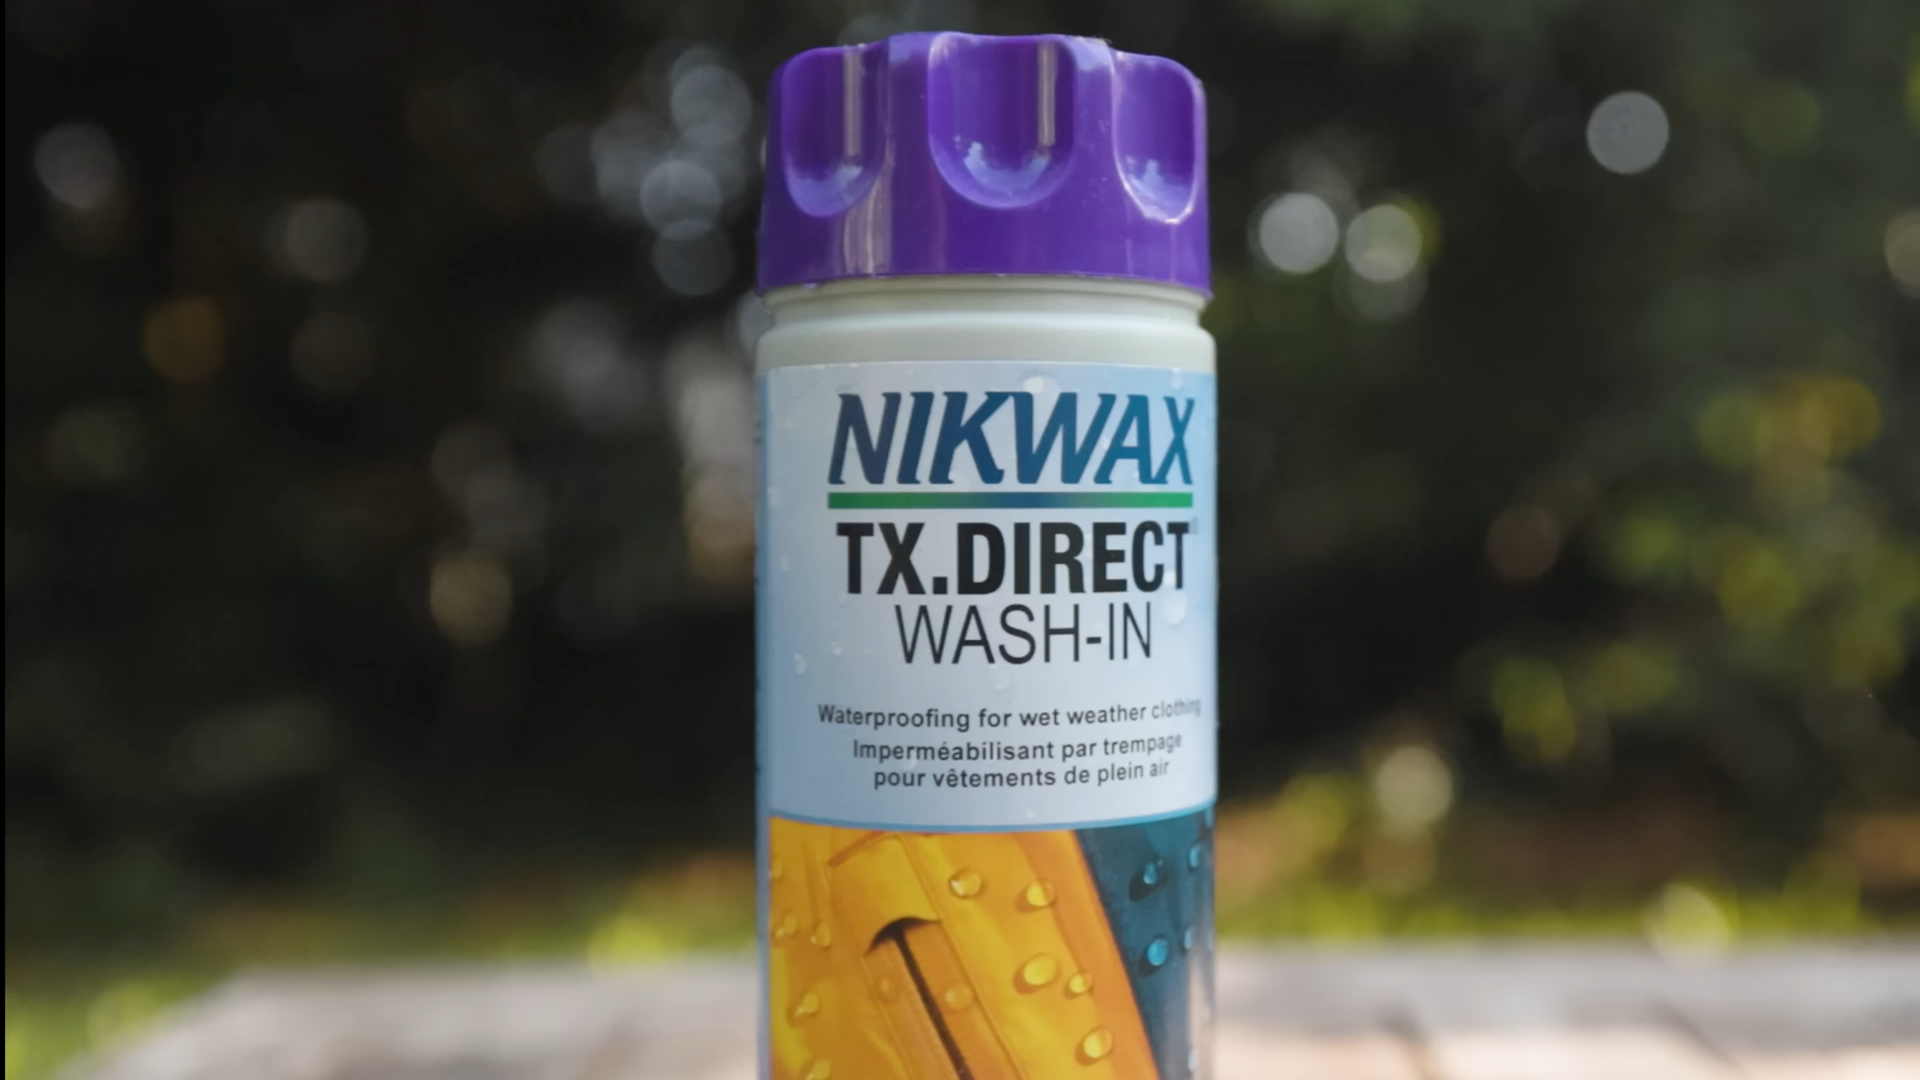 NIKWAX
TX.DIRECT
WASH-IN
Waterproofing for wet weather clothing
Imperméabilisant par trempage
pour vêtements de plein air